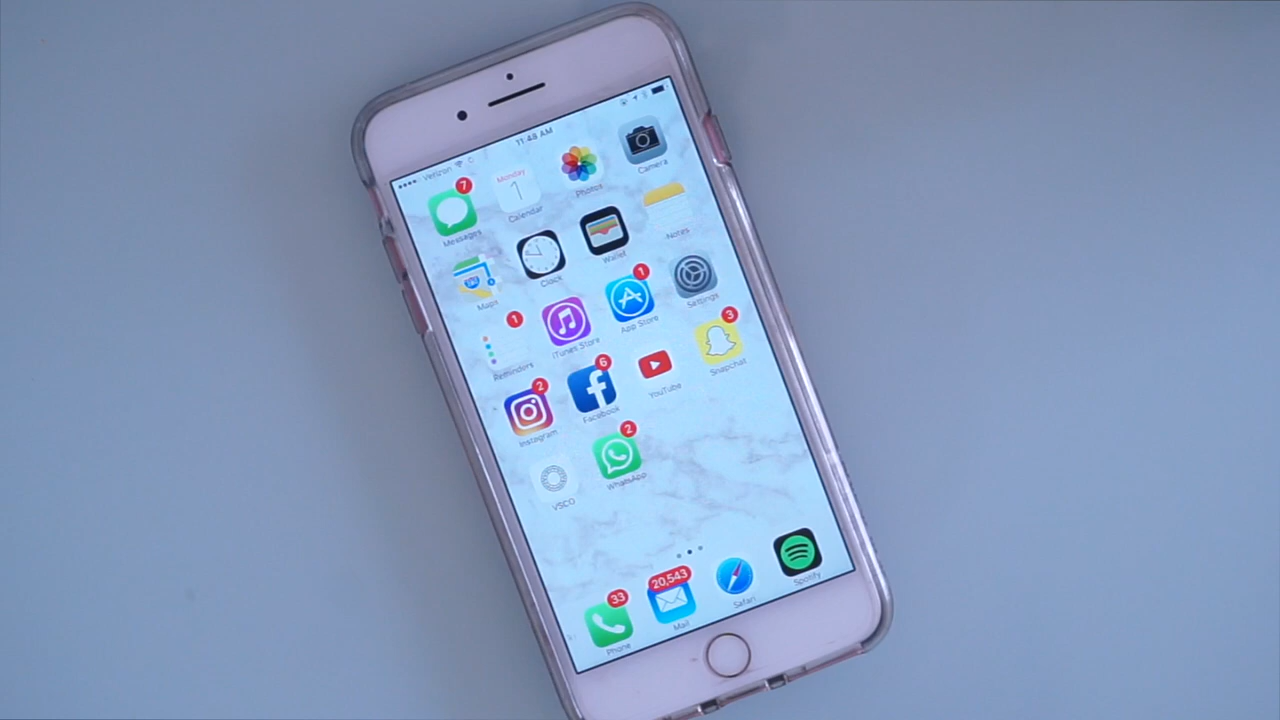 Verizon 11:48 AM
7 Monday
1
Messages Calendar Photos Camera
Maps Clock Wallet Notes
280
1 1
Reminders iTunes Store App Store Settings
2 6 3
Instagram Facebook YouTube Snapchat
2
VSCO WhatsApp
33 20,543
Phone Mail Safari Spotify